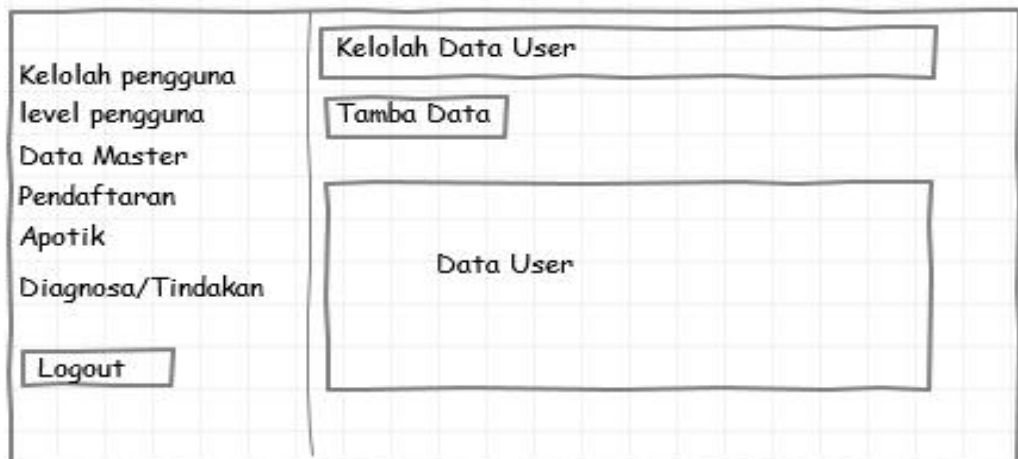 Kelolah pengguna
level pengguna
Data Master
Pendaftaran
Apotik
Diagnosa/Tindakan
Logout
Kelolah Data User
Tamba Data
Data User